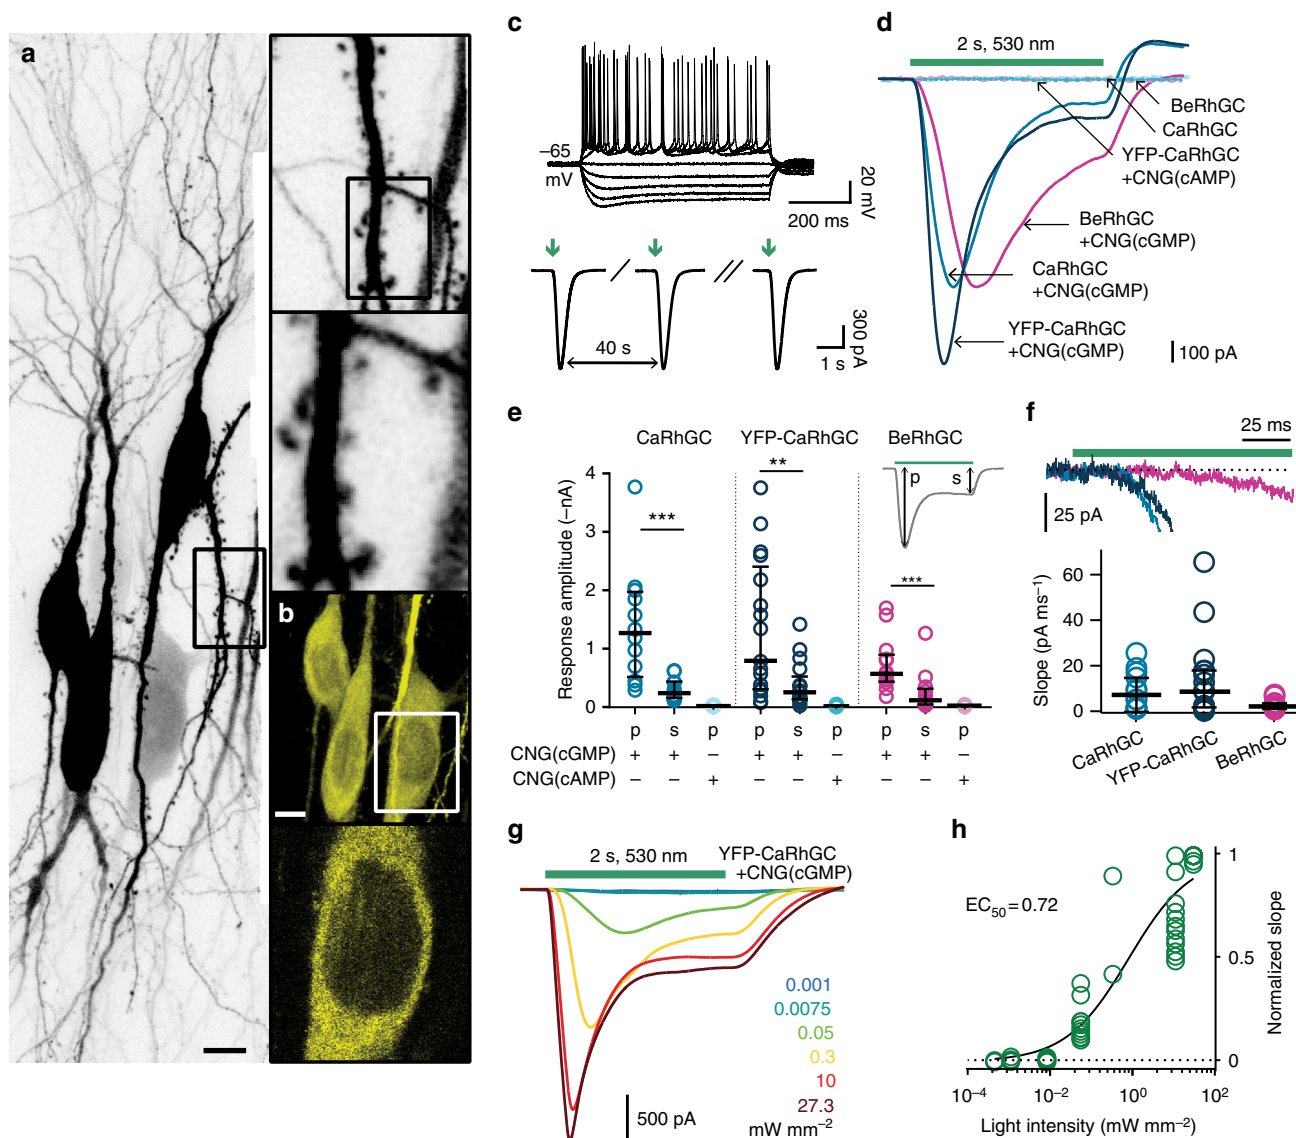 a
b
c
−65
mV
20 mV
200 ms
40 s
300 pA
1 s
d
2 s, 530 nm
BeRhGC
CaRhGC
YFP-CaRhGC
+CNG(cAMP)
BeRhGC
+CNG(cGMP)
CaRhGC
+CNG(cGMP)
YFP-CaRhGC
+CNG(cGMP)
100 pA
e
CaRhGC YFP-CaRhGC BeRhGC
Response amplitude (−nA)
4
3
2
1
0
***
**
***
p s
p s p p s p p s p
CNG(cGMP) + + − + + − + + −
CNG(cAMP) − − + − − + − − +
f
25 ms
25 pA
Slope (pA ms⁻¹)
60
40
20
0
CaRhGC
YFP-CaRhGC
BeRhGC
g
2 s, 530 nm
YFP-CaRhGC
+CNG(cGMP)
0.001
0.0075
0.05
0.3
10
27.3
mW mm⁻²
500 pA
h
EC₅₀ = 0.72
1
0.5
0
Normalized slope
10⁻⁴ 10⁻² 10⁰ 10²
Light intensity (mW mm⁻²)